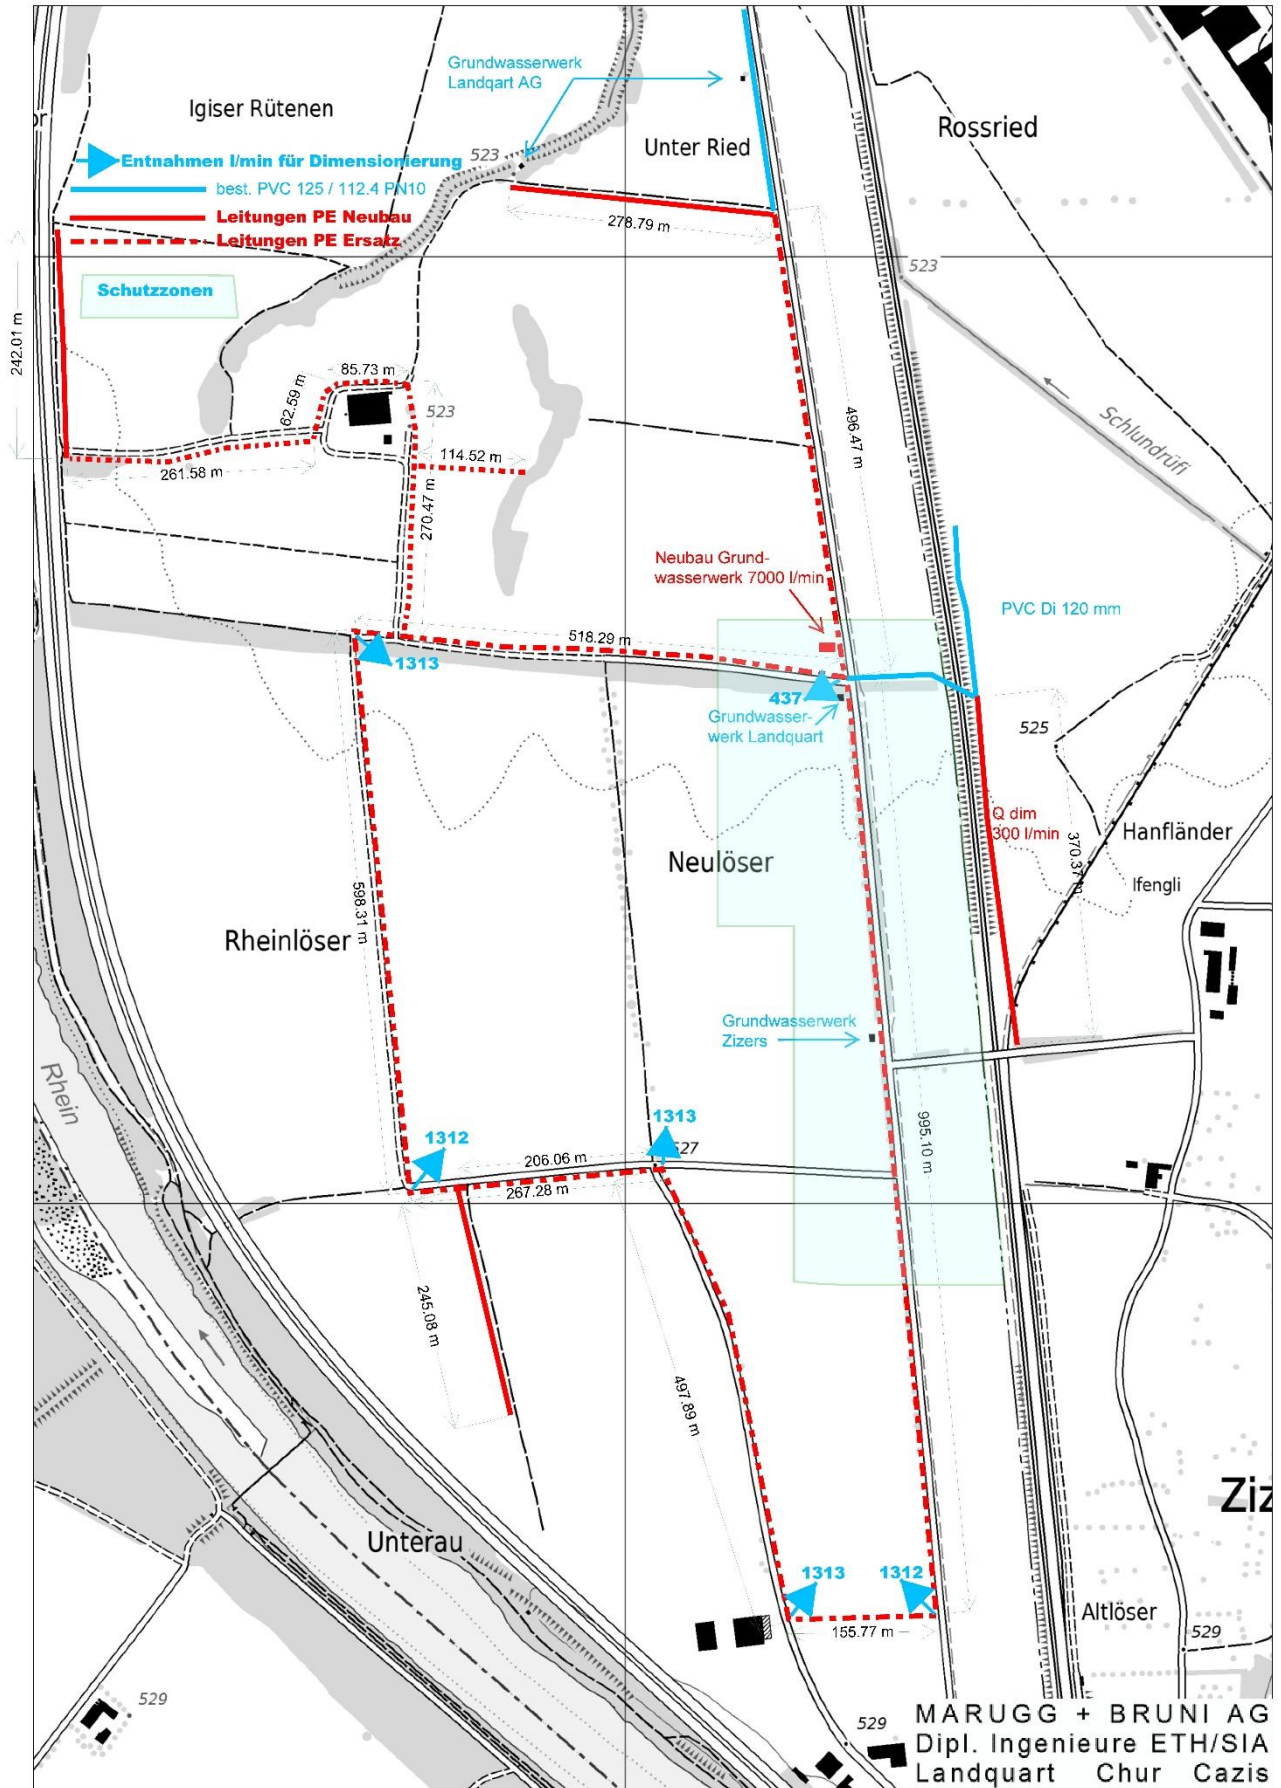 Grundwasserwerk
Landqart AG
Igiser Rütenen
Unter Ried
Rossried
Entnahmen l/min für Dimensionierung
523
best. PVC 125 / 112.4 PN10
Leitungen PE Neubau
Leitungen PE Ersatz
278.79 m
523
Schutzzonen
242.01 m
85.73 m
62.59 m
523
496.47 m
Schlundrüfi
114.52 m
261.58 m
270.47 m
Neubau Grund-
wasserwerk 7000 l/min
PVC Di 120 mm
518.29 m
1313
437
Grundwasser-
werk Landquart
525
Q dim
300 l/min
370.37 m
Hanfländer
Neulöser
Ifengli
598.31 m
Rheinlöser
Grundwasserwerk
Zizers
Rhein
995.10 m
1313
1312
527
206.06 m
267.28 m
245.08 m
497.89 m
Ziz
Unterau
1313
1312
Altlöser
155.77 m
529
529
529
MARUGG + BRUNI AG
Dipl. Ingenieure ETH/SIA
Landquart Chur Cazis